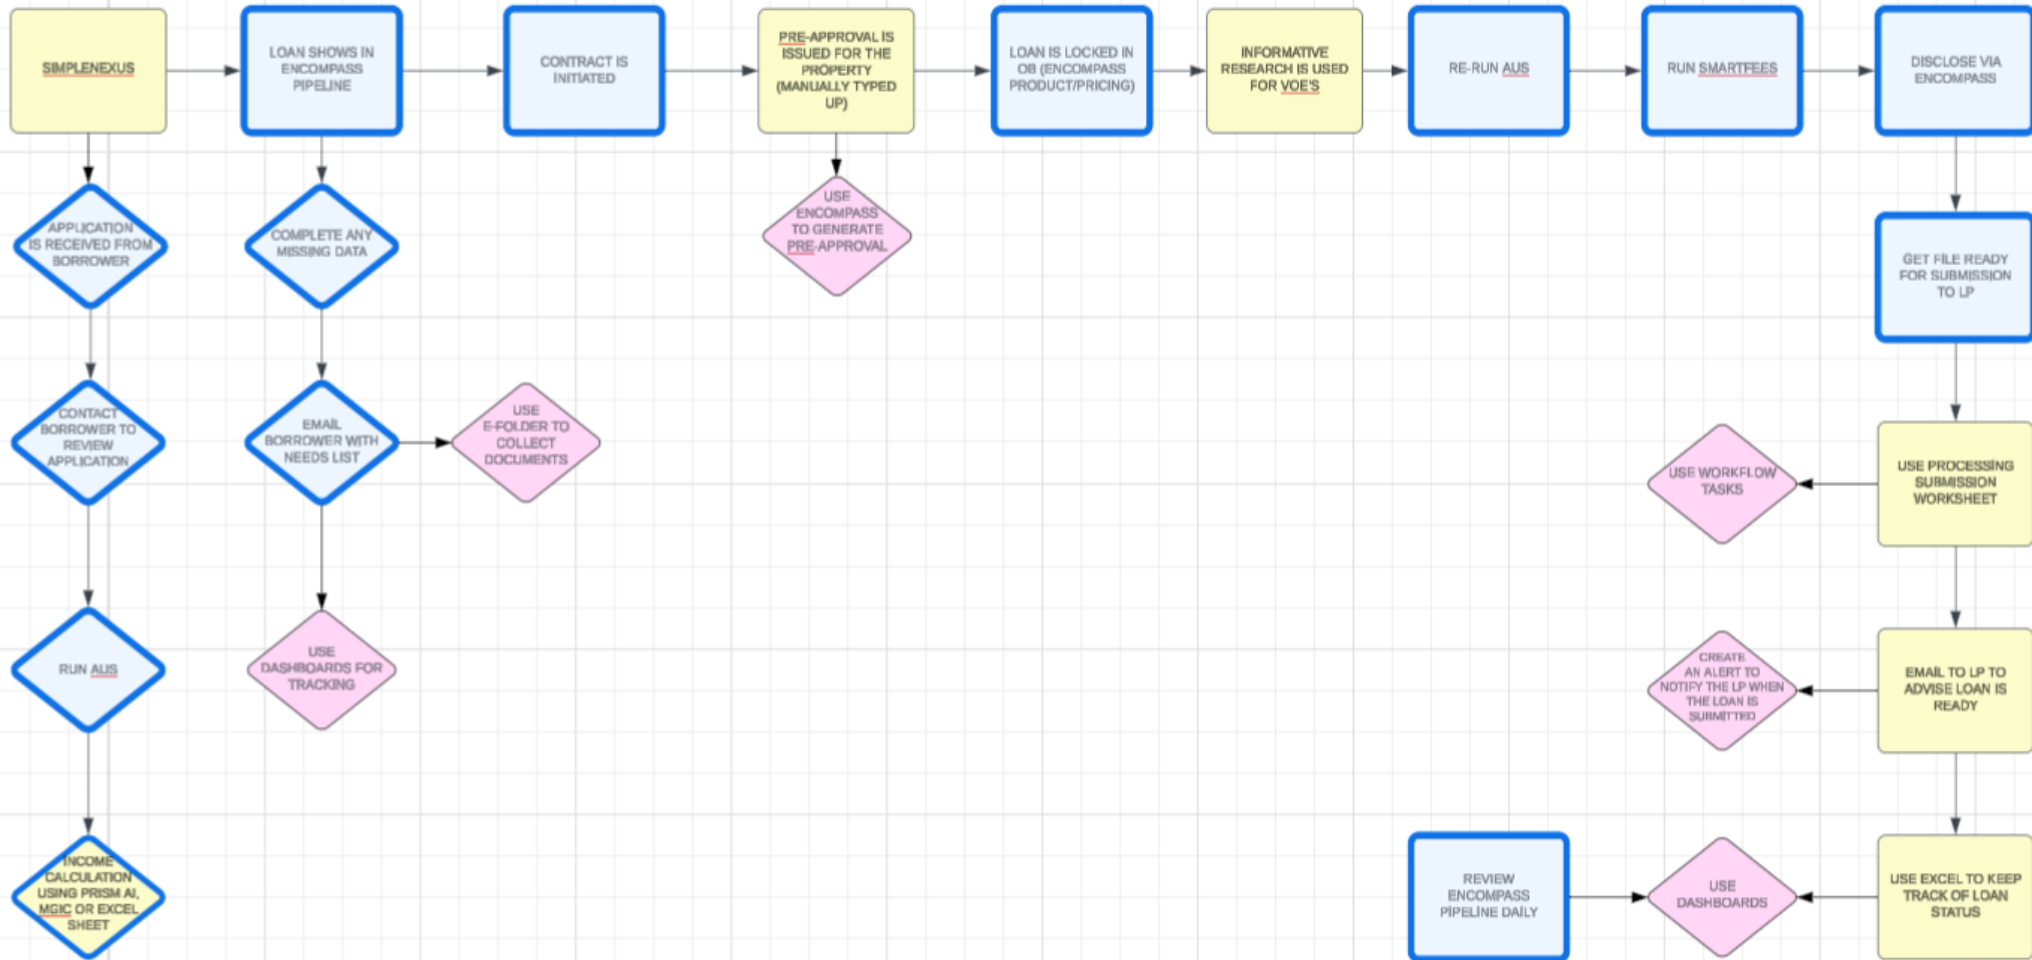 SIMPLENEXUS
LOAN SHOWS IN
ENCOMPASS
PIPELINE
CONTRACT IS
INITIATED
PRE-APPROVAL IS
ISSUED FOR THE
PROPERTY
(MANUALLY TYPED
UP)
LOAN IS LOCKED IN
OB (ENCOMPASS
PRODUCT/PRICING)
INFORMATIVE
RESEARCH IS USED
FOR VOE'S
RE-RUN AUS
RUN SMARTFEES
DISCLOSE VIA
ENCOMPASS
APPLICATION
IS RECEIVED FROM
BORROWER
COMPLETE ANY
MISSING DATA
USE
ENCOMPASS
TO GENERATE
PRE-APPROVAL
GET FILE READY
FOR SUBMISSION
TO LP
CONTACT
BORROWER TO
REVIEW
APPLICATION
EMAIL
BORROWER WITH
NEEDS LIST
USE
E-FOLDER TO
COLLECT
DOCUMENTS
USE WORKFLOW
TASKS
USE PROCESSING
SUBMISSION
WORKSHEET
RUN AUS
USE
DASHBOARDS FOR
TRACKING
CREATE
AN ALERT TO
NOTIFY THE LP WHEN
THE LOAN IS
SUBMITTED
EMAIL TO LP TO
ADVISE LOAN IS
READY
INCOME
CALCULATION
USING PRISM AI,
MGIC OR EXCEL
SHEET
REVIEW
ENCOMPASS
PIPELINE DAILY
USE
DASHBOARDS
USE EXCEL TO KEEP
TRACK OF LOAN
STATUS